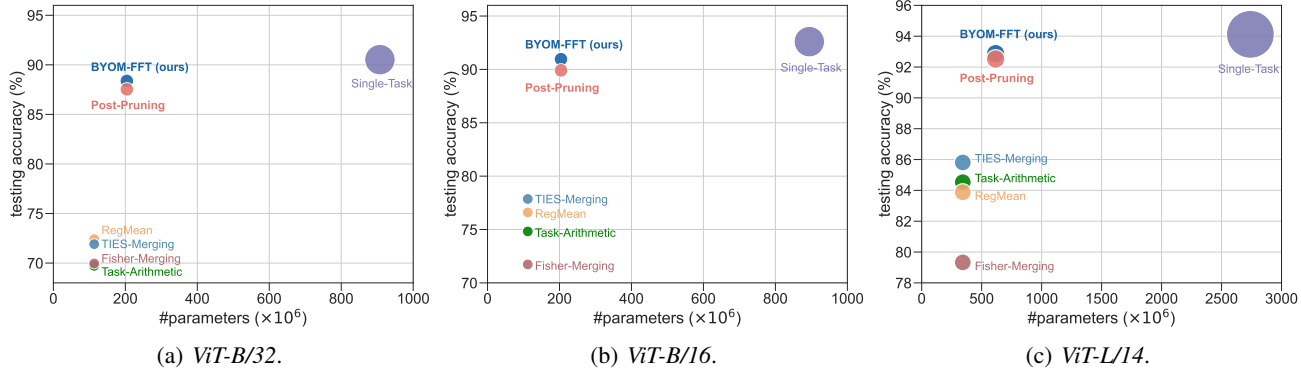 testing accuracy (%)
95
90
85
80
75
70
BYOM-FFT (ours)
Post-Pruning
Single-Task
RegMean
TIES-Merging
Fisher-Merging
Task-Arithmetic
0 200 400 600 800 1000
#parameters (×10⁶)
(a) ViT-B/32.
testing accuracy (%)
95
90
85
80
75
70
BYOM-FFT (ours)
Post-Pruning
Single-Task
TIES-Merging
RegMean
Task-Arithmetic
Fisher-Merging
0 200 400 600 800 1000
#parameters (×10⁶)
(b) ViT-B/16.
testing accuracy (%)
96
94
92
90
88
86
84
82
80
78
BYOM-FFT (ours)
Post-Pruning
Single-Task
TIES-Merging
Task-Arithmetic
RegMean
Fisher-Merging
0 500 1000 1500 2000 2500 3000
#parameters (×10⁶)
(c) ViT-L/14.